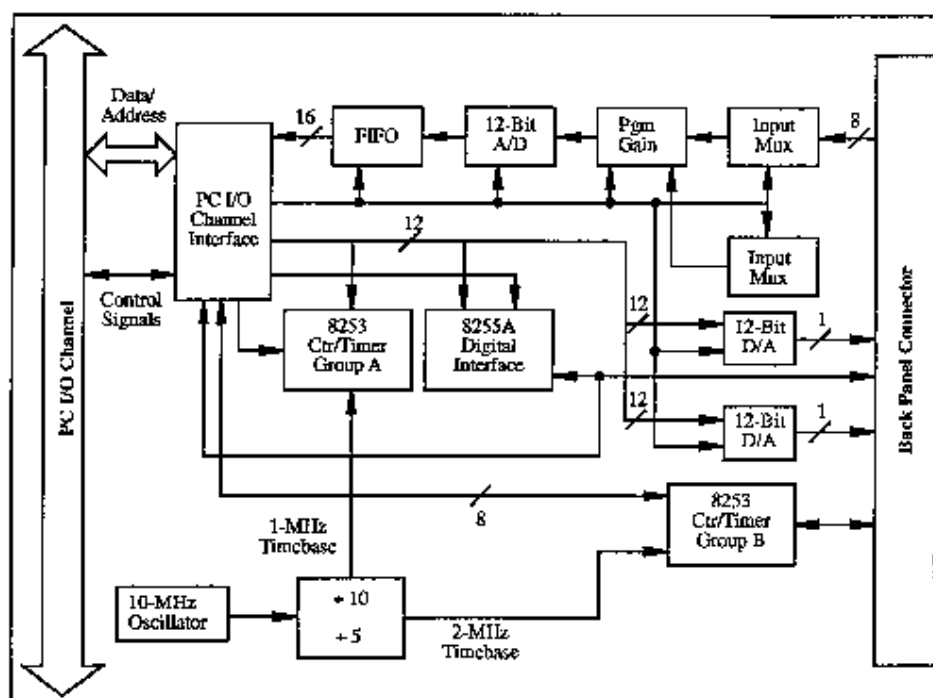 Data/
Address
16
FIFO
12-Bit
A/D
Pgm
Gain
Input
Mux
8
PC I/O
Channel
Interface
12
Input
Mux
Control
Signals
8253
Ctr/Timer
Group A
8255A
Digital
Interface
12
12-Bit
D/A
1
12
12-Bit
D/A
1
PC I/O Channel
Back Panel Connector
8
8253
Ctr/Timer
Group B
1-MHz
Timebase
10-MHz
Oscillator
÷ 10
÷ 5
2-MHz
Timebase